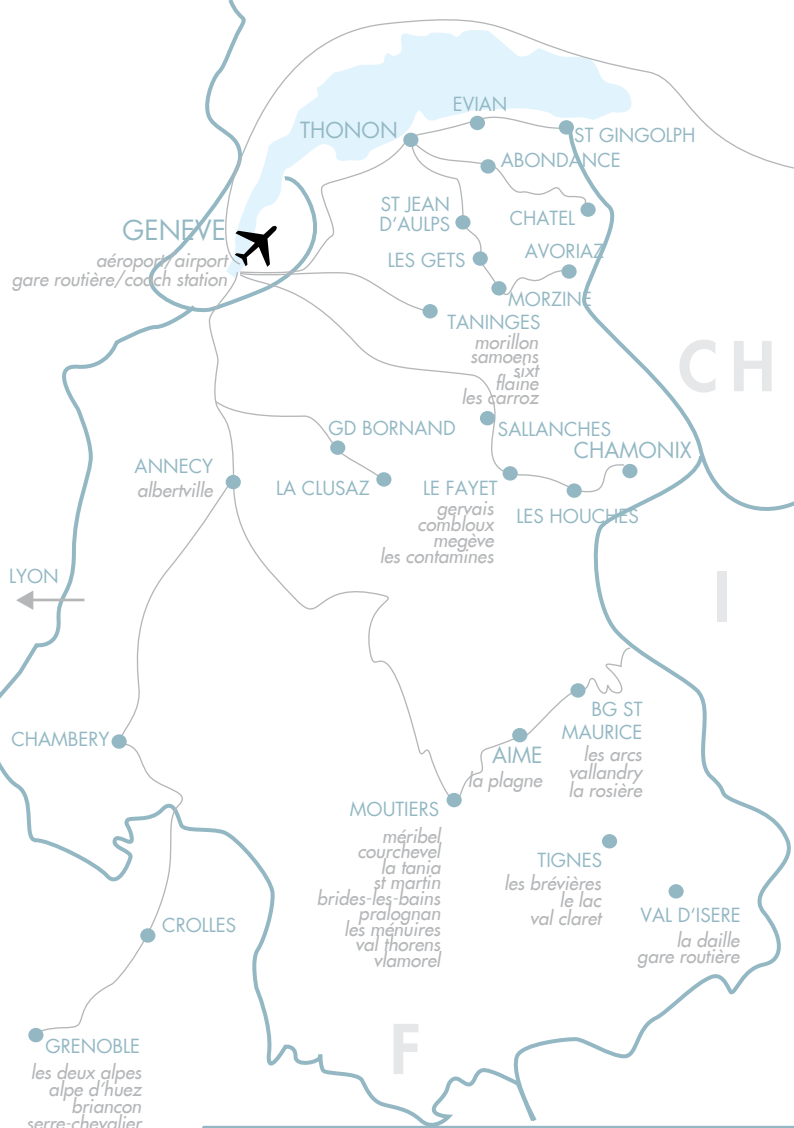 EVIAN
THONON
ST GINGOLPH
ABONDANCE
ST JEAN
D'AULPS
CHATEL
GENEVE
aéroport/airport
gare routière/coach station
LES GETS
AVORIAZ
MORZINE
TANINGES
morillon
samoens
sixt
flaine
les carroz
CH
GD BORNAND
SALLANCHES
CHAMONIX
ANNECY
albertville
LA CLUSAZ
LE FAYET
gervais
combloux
megève
les contamines
LES HOUCHES
LYON
I
BG ST
MAURICE
les arcs
vallandry
la rosière
CHAMBERY
AIME
la plagne
MOUTIERS
méribel
courchevel
la tania
st martin
brides-les-bains
pralognan
les ménuires
val thorens
vlamorel
TIGNES
les brévières
le lac
val claret
VAL D'ISERE
la daille
gare routière
CROLLES
F
GRENOBLE
les deux alpes
alpe d'huez
briancon
serre-chevalier